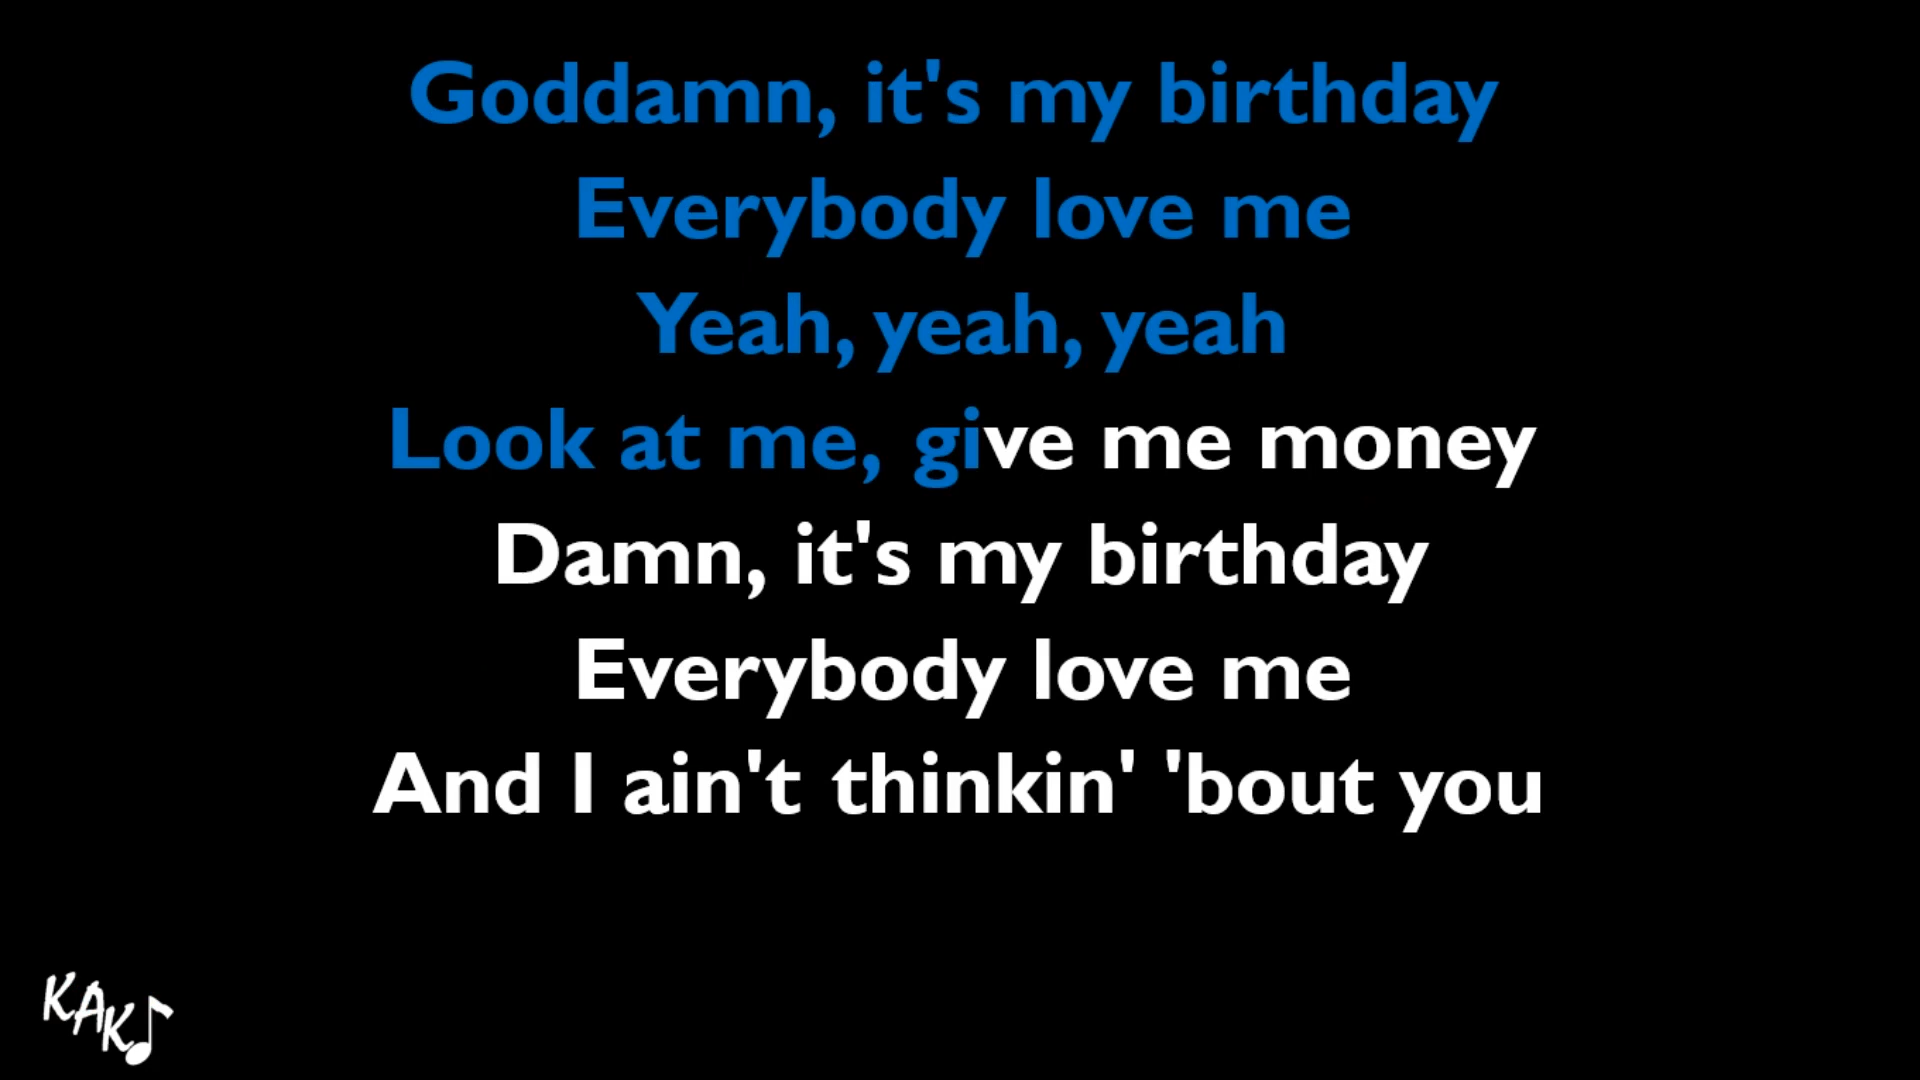 Goddamn, it's my birthday
Everybody love me
Yeah, yeah, yeah
Look at me, give me money
Damn, it's my birthday
Everybody love me
And I ain't thinkin' 'bout you
KAK